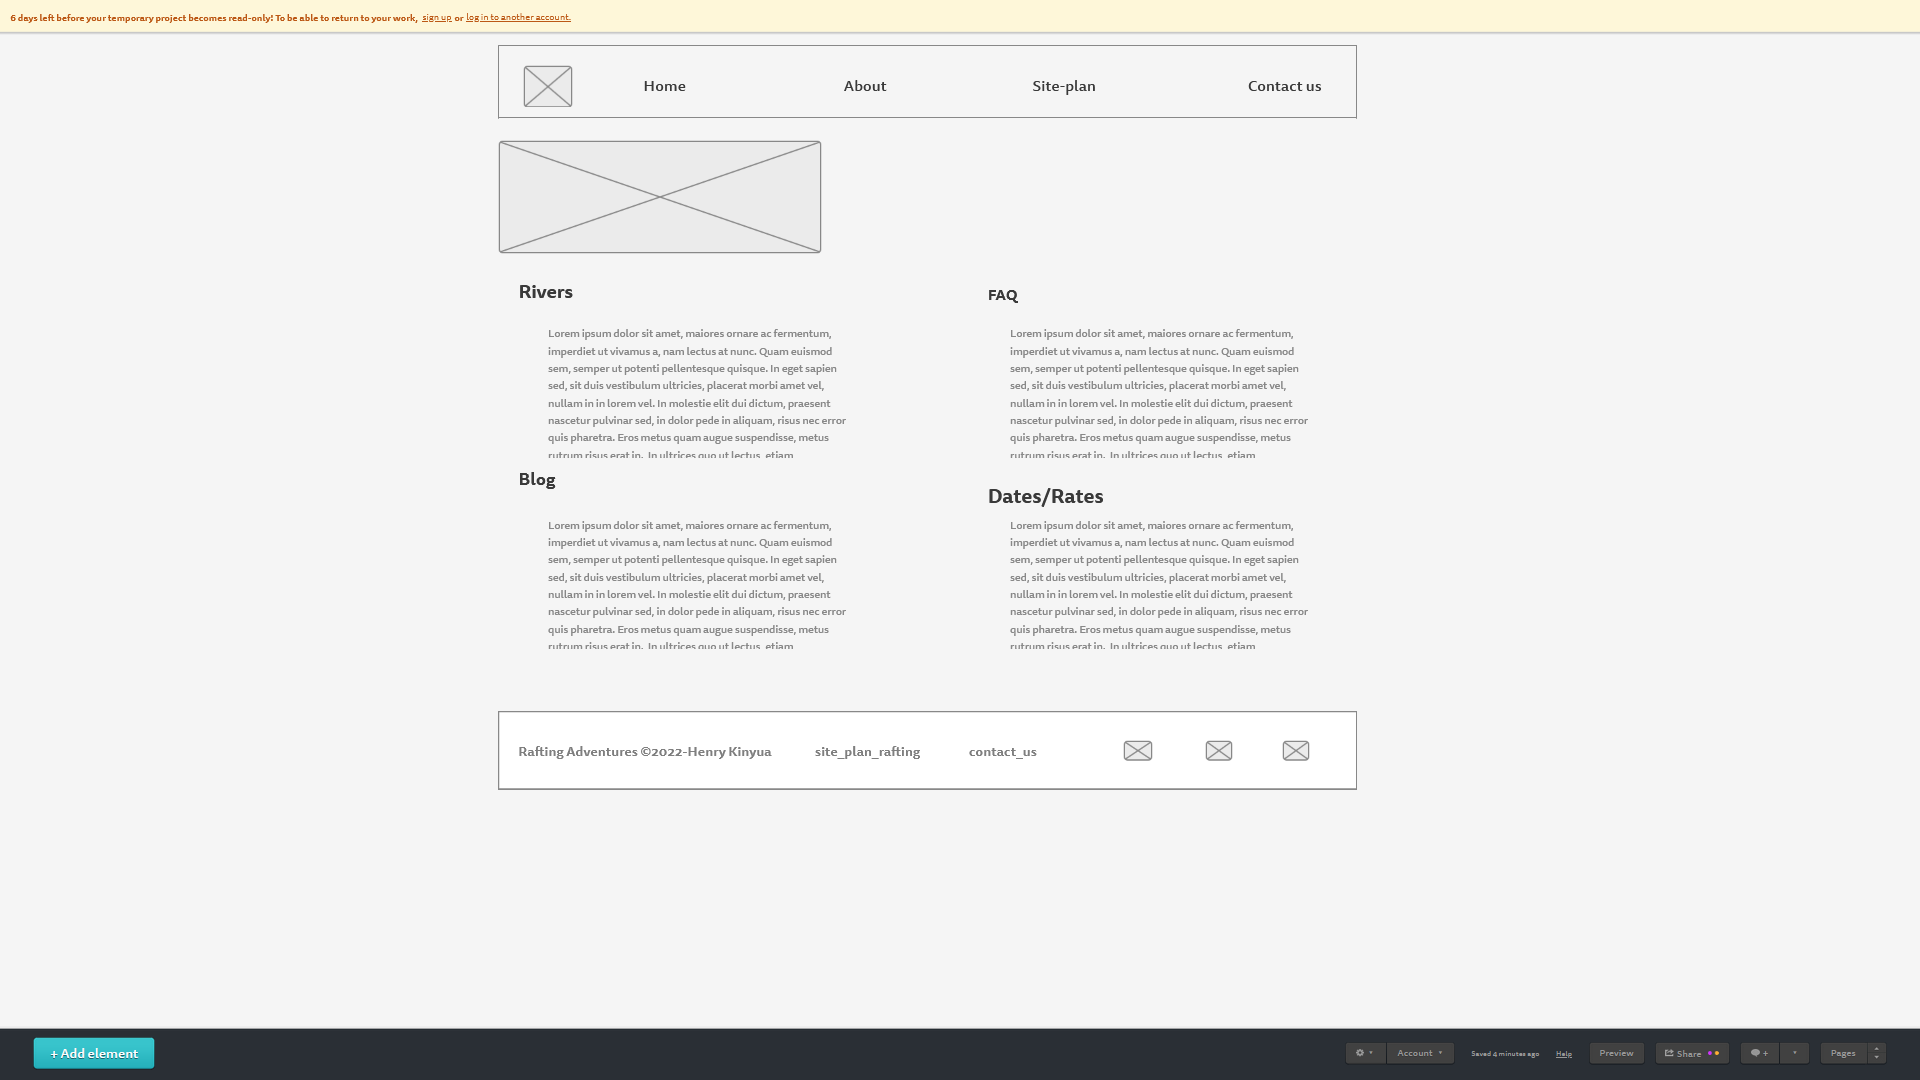 6 days left before your temporary project becomes read-only! To be able to return to your work, sign up or log in to another account.
Home About Site-plan Contact us
Rivers
Lorem ipsum dolor sit amet, maiores ornare ac fermentum,
imperdiet ut vivamus a, nam lectus at nunc. Quam euismod
sem, semper ut potenti pellentesque quisque. In eget sapien
sed, sit duis vestibulum ultricies, placerat morbi amet vel,
nullam in in lorem vel. In molestie elit dui dictum, praesent
nascetur pulvinar sed, in dolor pede in aliquam, risus nec error
quis pharetra. Eros metus quam augue suspendisse, metus
rutrum risus erat in. In ultrices quo ut lectus, etiam
FAQ
Lorem ipsum dolor sit amet, maiores ornare ac fermentum,
imperdiet ut vivamus a, nam lectus at nunc. Quam euismod
sem, semper ut potenti pellentesque quisque. In eget sapien
sed, sit duis vestibulum ultricies, placerat morbi amet vel,
nullam in in lorem vel. In molestie elit dui dictum, praesent
nascetur pulvinar sed, in dolor pede in aliquam, risus nec error
quis pharetra. Eros metus quam augue suspendisse, metus
rutrum risus erat in. In ultrices quo ut lectus, etiam
Blog
Lorem ipsum dolor sit amet, maiores ornare ac fermentum,
imperdiet ut vivamus a, nam lectus at nunc. Quam euismod
sem, semper ut potenti pellentesque quisque. In eget sapien
sed, sit duis vestibulum ultricies, placerat morbi amet vel,
nullam in in lorem vel. In molestie elit dui dictum, praesent
nascetur pulvinar sed, in dolor pede in aliquam, risus nec error
quis pharetra. Eros metus quam augue suspendisse, metus
rutrum risus erat in. In ultrices quo ut lectus, etiam
Dates/Rates
Lorem ipsum dolor sit amet, maiores ornare ac fermentum,
imperdiet ut vivamus a, nam lectus at nunc. Quam euismod
sem, semper ut potenti pellentesque quisque. In eget sapien
sed, sit duis vestibulum ultricies, placerat morbi amet vel,
nullam in in lorem vel. In molestie elit dui dictum, praesent
nascetur pulvinar sed, in dolor pede in aliquam, risus nec error
quis pharetra. Eros metus quam augue suspendisse, metus
rutrum risus erat in. In ultrices quo ut lectus, etiam
Rafting Adventures ©2022-Henry Kinyua site_plan_rafting contact_us
+ Add element Account Saved 4 minutes ago Help Preview Share + Pages